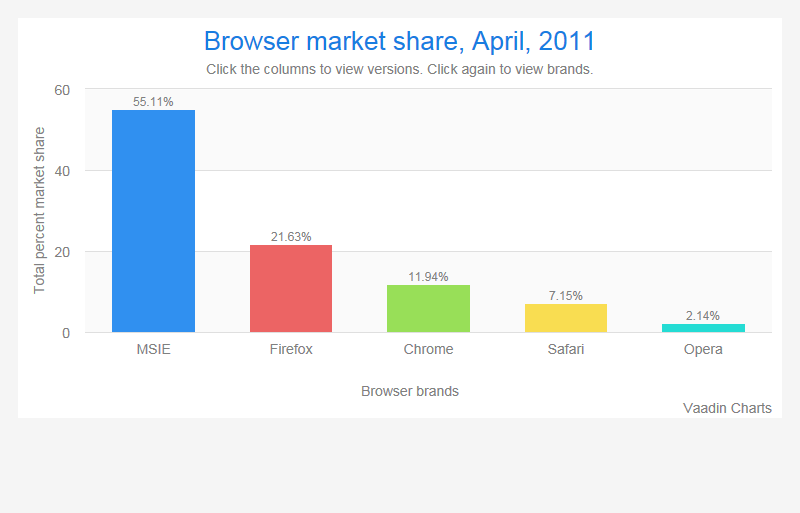 Browser market share, April, 2011
Click the columns to view versions. Click again to view brands.
Total percent market share
60
40
20
0
55.11%
21.63%
11.94%
7.15%
2.14%
MSIE
Firefox
Chrome
Safari
Opera
Browser brands
Vaadin Charts